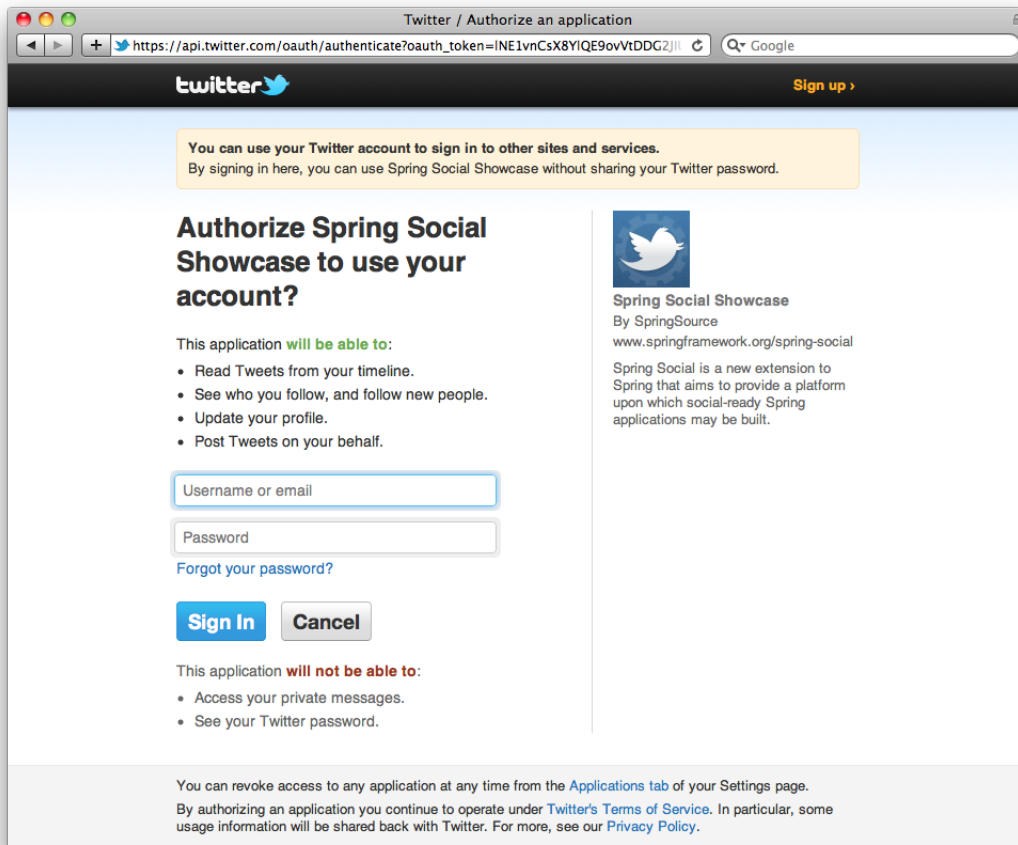 Twitter / Authorize an application
https://api.twitter.com/oauth/authenticate?oauth_token=
Google
twitter
Sign up ›
You can use your Twitter account to sign in to other sites and services.
By signing in here, you can use Spring Social Showcase without sharing your Twitter password.
Authorize Spring Social
Showcase to use your
account?
This application will be able to:
• Read Tweets from your timeline.
• See who you follow, and follow new people.
• Update your profile.
• Post Tweets on your behalf.
Username or email
Password
Forgot your password?
Sign In
Cancel
This application will not be able to:
• Access your private messages.
• See your Twitter password.
Spring Social Showcase
By SpringSource
www.springframework.org/spring-social
Spring Social is a new extension to
Spring that aims to provide a platform
upon which social-ready Spring
applications may be built.
You can revoke access to any application at any time from the Applications tab of your Settings page.
By authorizing an application you continue to operate under Twitter's Terms of Service. In particular, some
usage information will be shared back with Twitter. For more, see our Privacy Policy.